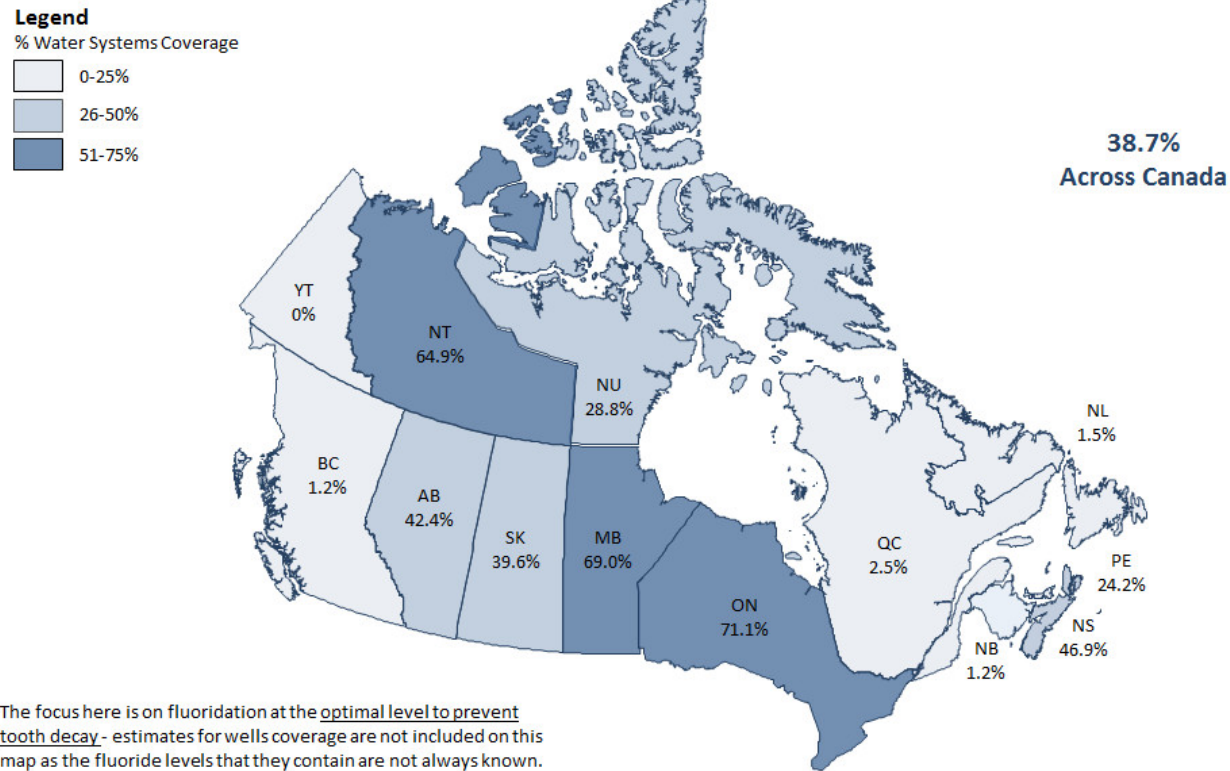 Legend
% Water Systems Coverage
0-25%
26-50%
51-75%
38.7%
Across Canada
YT
0%
NT
64.9%
NU
28.8%
NL
1.5%
BC
1.2%
AB
42.4%
SK
39.6%
MB
69.0%
QC
2.5%
PE
24.2%
ON
71.1%
NS
46.9%
NB
1.2%
The focus here is on fluoridation at the optimal level to prevent
tooth decay - estimates for wells coverage are not included on this
map as the fluoride levels that they contain are not always known.